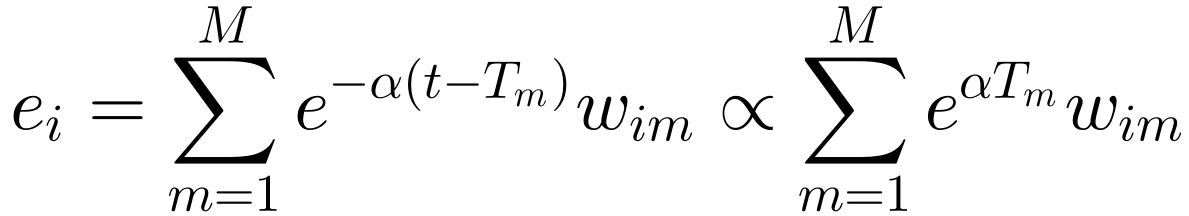 e_i = \sum_{m=1}^{M} e^{-\alpha(t-T_m)} w_{im} \propto \sum_{m=1}^{M} e^{\alpha T_m} w_{im}